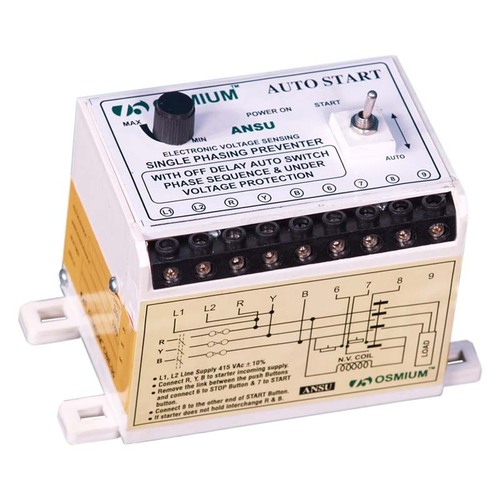 OSMIUM™
AUTO START
MAX
MIN
POWER ON
START
ANSU
ELECTRONIC VOLTAGE SENSING
SINGLE PHASING PREVENTER
WITH OFF DELAY AUTO SWITCH
PHASE SEQUENCE & UNDER
VOLTAGE PROTECTION
AUTO
L1 L2 R Y B 6 7 8 9
L1 L2 R Y B 6 7 8 9
R
Y
B
N.V. COIL
LOAD
• L1, L2 Line Supply 415 VAc ± 10%
• Connect R, Y, B to starter incoming supply.
• Remove the link between the push Buttons
and connect 6 to STOP Button & 7 to START
button.
• Connect 8 to the other end of START Button.
• If starter does not hold interchange R & B.
ANSU
OSMIUM™